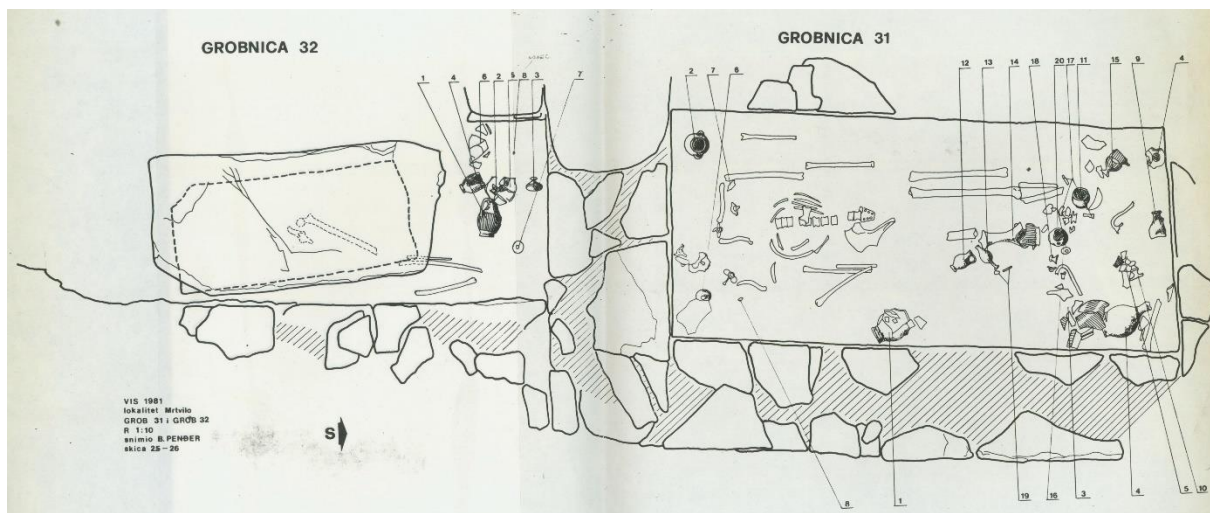 GROBNICA 32
GROBNICA 31
1 4 6 2 5 8 3 7
2 7 6 12 13 14 18 20 17 11 15 9 4
VIS 1981
lokalitet Mrtvilo
GROB 31 i GROB 32
R 1:10
snimio B. PENDER
skica 25-26
S
8 1 19 16 3 4 5 10